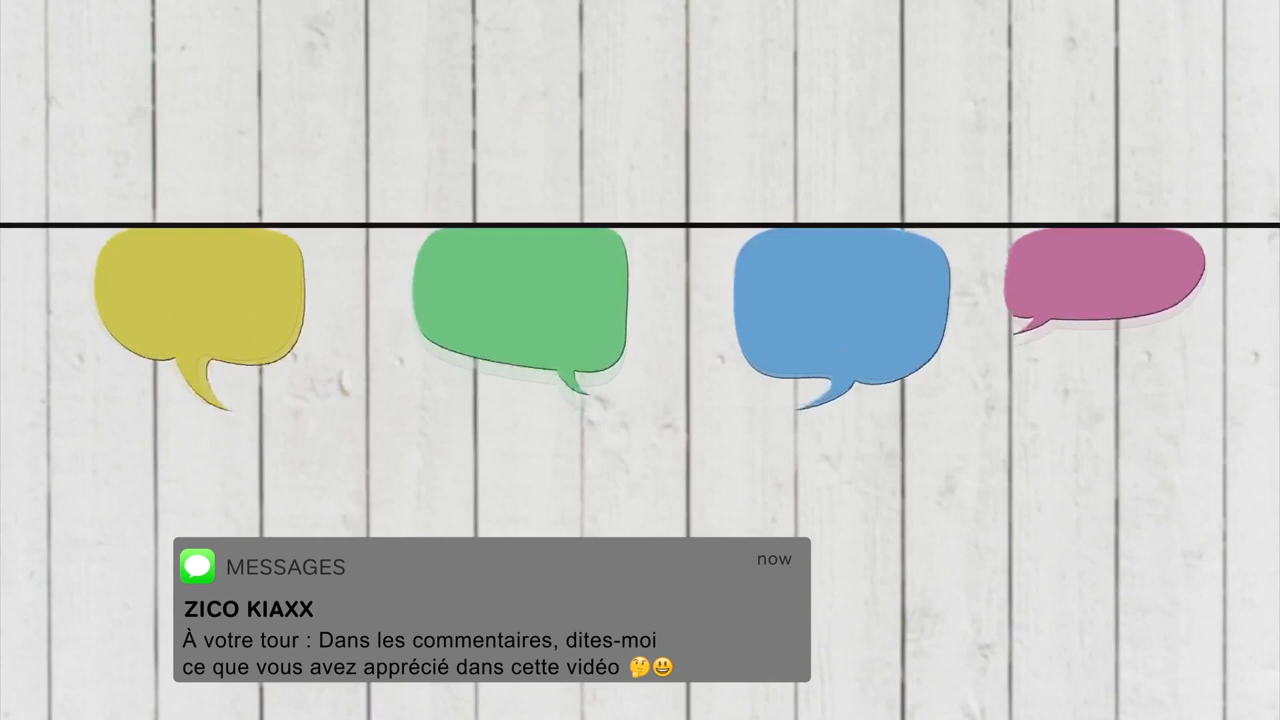 MESSAGES
now
ZICO KIAXX
À votre tour : Dans les commentaires, dites-moi
ce que vous avez apprécié dans cette vidéo 🤔😃